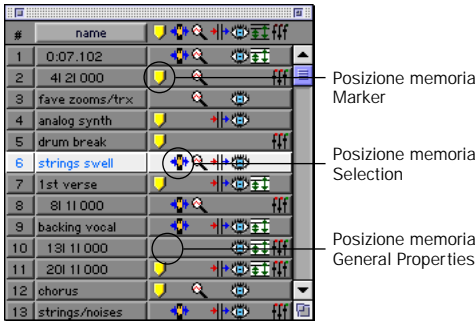 # name
1 0:07.102
2 4| 2| 000
3 fave zooms/trx
4 analog synth
5 drum break
6 strings swell
7 1st verse
8 8| 1| 000
9 backing vocal
10 13| 1| 000
11 20| 1| 000
12 chorus
13 strings/noises
Posizione memoria
Marker
Posizione memoria
Selection
Posizione memoria
General Properties